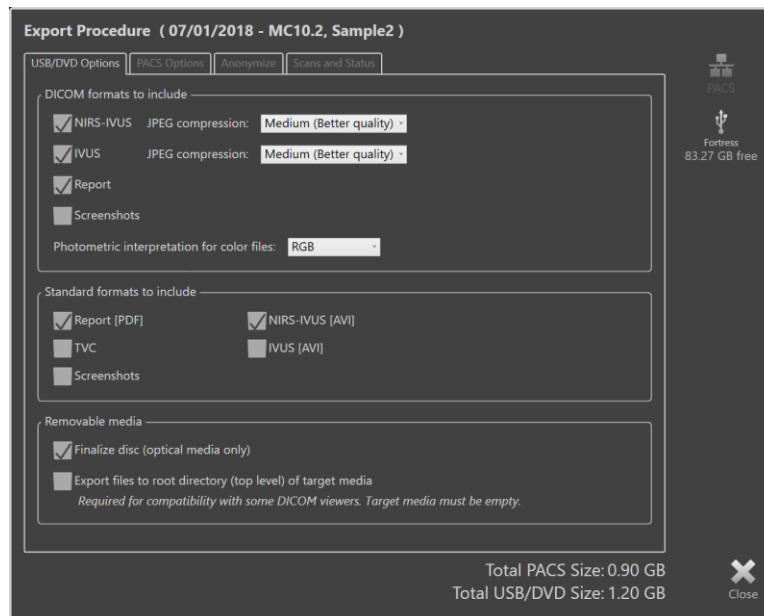 Export Procedure ( 07/01/2018 - MC10.2, Sample2 )
USB/DVD Options PACS Options Anonymize Scans and Status
PACS
Fortress
83.27 GB free
DICOM formats to include
NIRS-IVUS JPEG compression: Medium (Better quality)
IVUS JPEG compression: Medium (Better quality)
Report
Screenshots
Photometric interpretation for color files: RGB
Standard formats to include
Report [PDF] NIRS-IVUS [AVI]
TVC IVUS [AVI]
Screenshots
Removable media
Finalize disc (optical media only)
Export files to root directory (top level) of target media
Required for compatibility with some DICOM viewers. Target media must be empty.
Total PACS Size: 0.90 GB
Total USB/DVD Size: 1.20 GB
Close